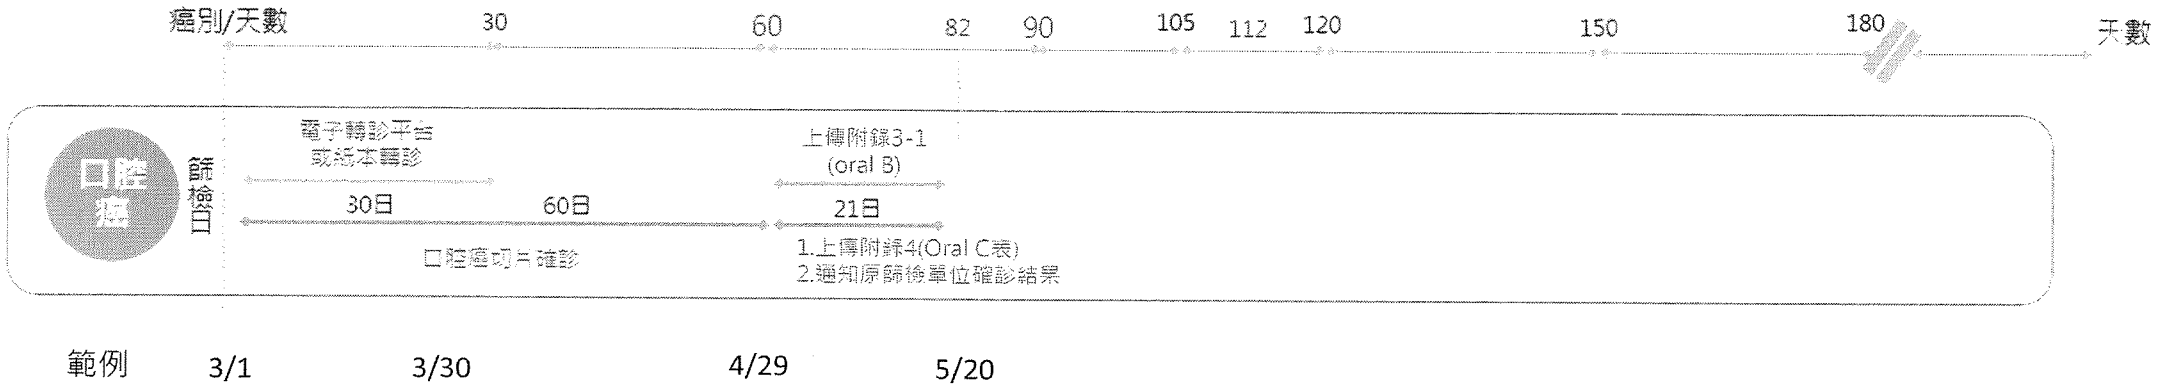 癌別/天數 30 60 82 90 105 112 120 150 180 天數
電子轉診平台
或紙本轉診
上傳附錄3-1
(oral B)
口腔
癌
篩檢日
30日 60日 21日
口腔癌切片確診
1.上傳附錄4(Oral C表)
2.通知原篩檢單位確診結果
範例 3/1 3/30 4/29 5/20